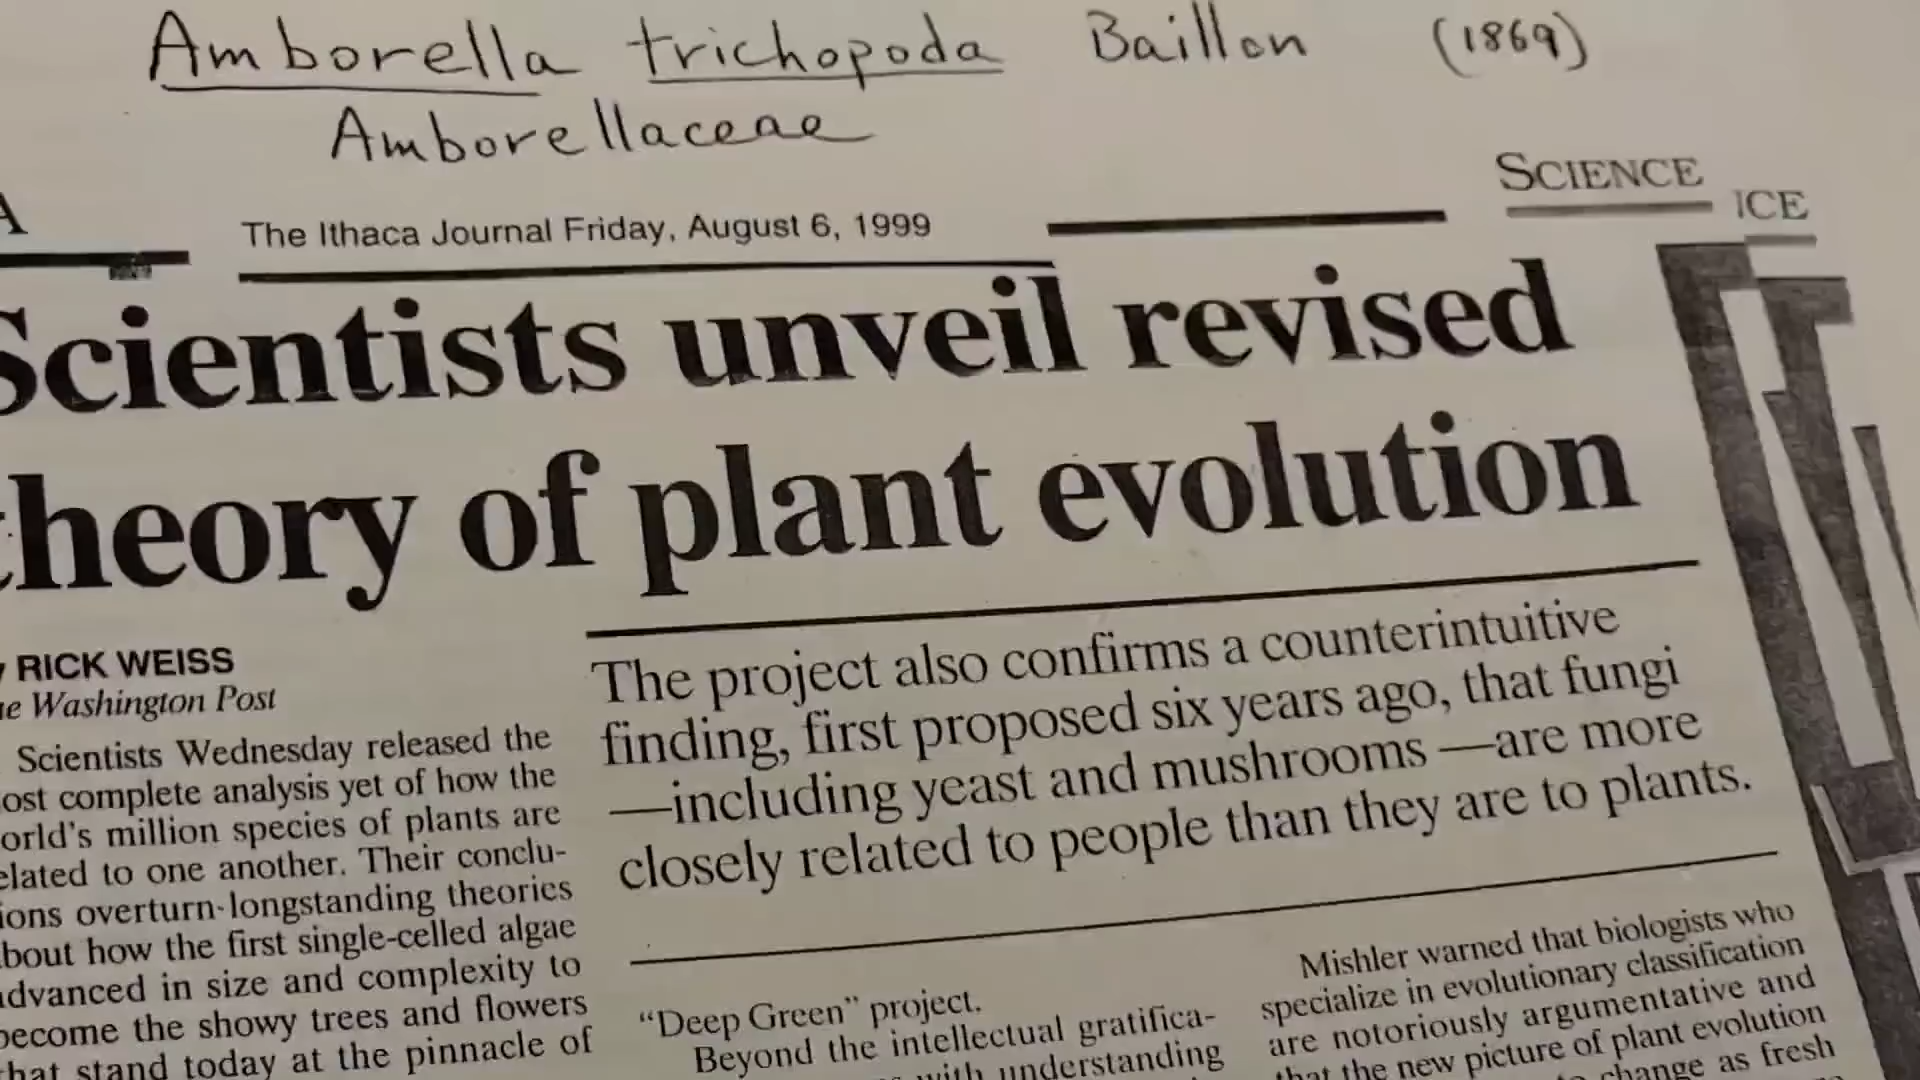 Amborella trichopoda Baillon (1869)
Amborellaceae
SCIENCE
ICE
A
The Ithaca Journal Friday, August 6, 1999
Scientists unveil revised
theory of plant evolution
y RICK WEISS
he Washington Post
Scientists Wednesday released the
ost complete analysis yet of how the
orld's million species of plants are
elated to one another. Their conclu-
ions overturn longstanding theories
bout how the first single-celled algae
advanced in size and complexity to
become the showy trees and flowers
that stand today at the pinnacle of
The project also confirms a counterintuitive
finding, first proposed six years ago, that fungi
—including yeast and mushrooms —are more
closely related to people than they are to plants.
“Deep Green” project.
Beyond the intellectual gratifica-
with understanding
Mishler warned that biologists who
specialize in evolutionary classification
are notoriously argumentative and
that the new picture of plant evolution
change as fresh